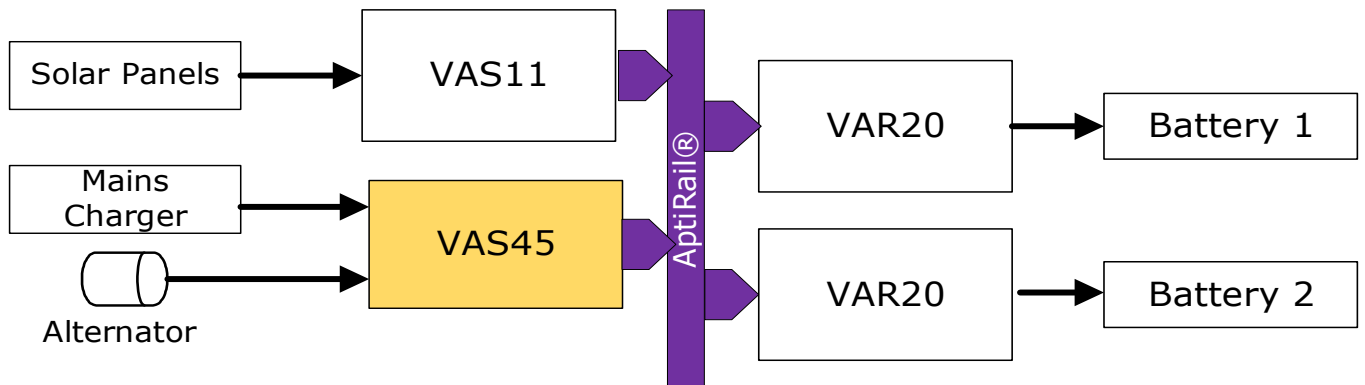 Solar Panels
VAS11
AptiRail®
VAR20
Battery 1
Mains
Charger
VAS45
Alternator
VAR20
Battery 2